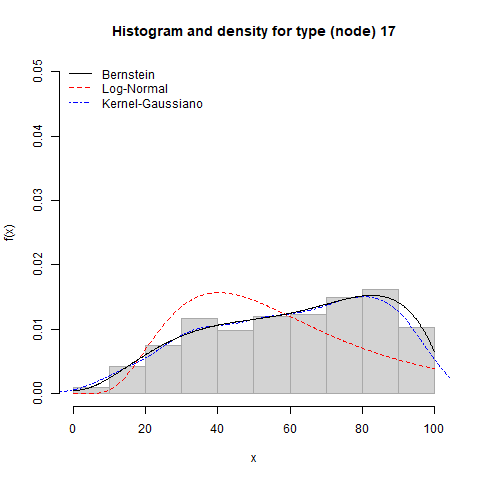 Histogram and density for type (node) 17
0.05
0.04
0.03
0.02
0.01
0.00
f(x)
Bernstein
Log-Normal
Kernel-Gaussiano
0 20 40 60 80 100
x